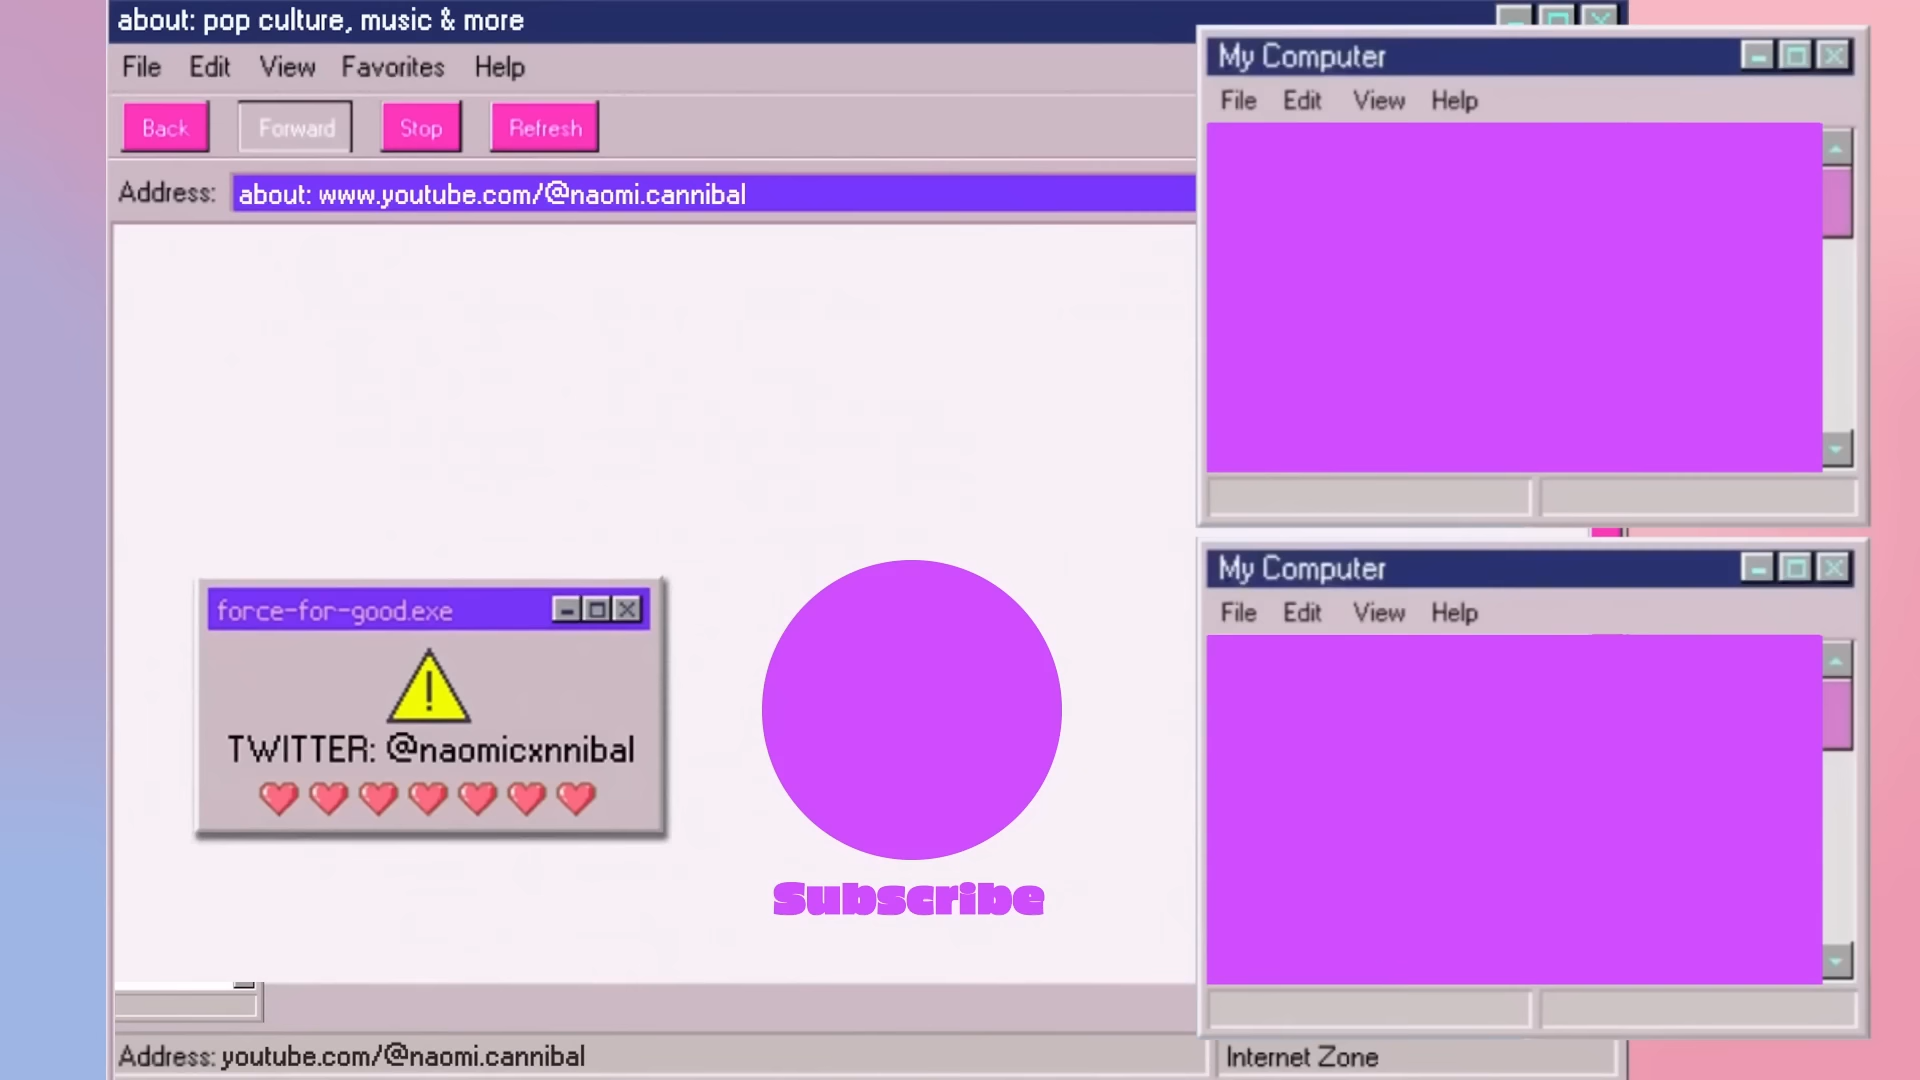 about: pop culture, music & more
File Edit View Favorites Help
Back Forward Stop Refresh
Address: about: www.youtube.com/@naomi.cannibal
My Computer
File Edit View Help
force-for-good.exe
TWITTER: @naomicxnnibal
Subscribe
My Computer
File Edit View Help
Address: youtube.com/@naomi.cannibal
Internet Zone